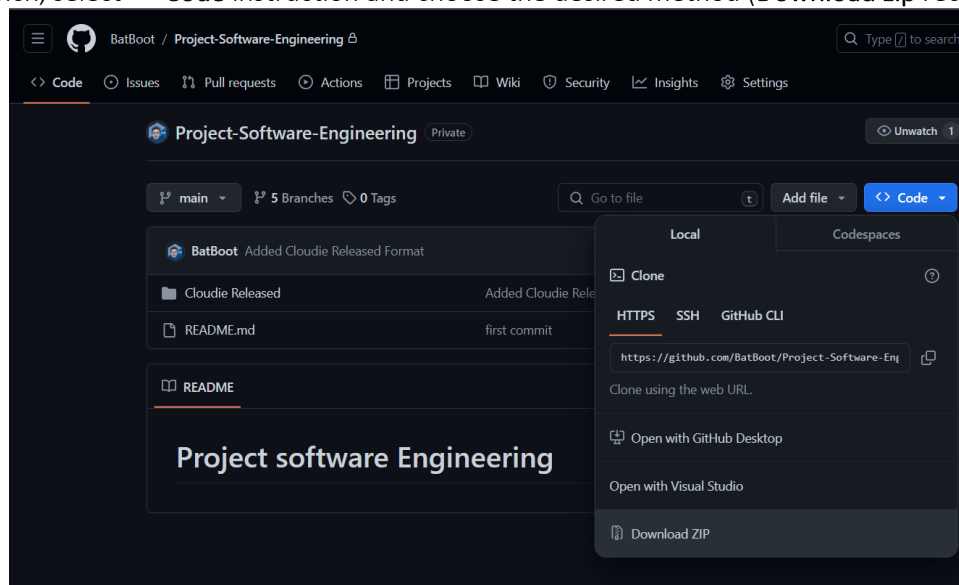 BatBoot / Project-Software-Engineering
Type / to search
<> Code Issues Pull requests Actions Projects Wiki Security Insights Settings
Project-Software-Engineering Private
Unwatch 1
main 5 Branches 0 Tags
Go to file t
Add file <> Code
Local Codespaces
BatBoot Added Cloudie Released Format
Clone
Cloudie Released Added Cloudie Rele
HTTPS SSH GitHub CLI
README.md first commit
https://github.com/BatBoot/Project-Software-Eng
Clone using the web URL.
README
Open with GitHub Desktop
Project software Engineering
Open with Visual Studio
Download ZIP